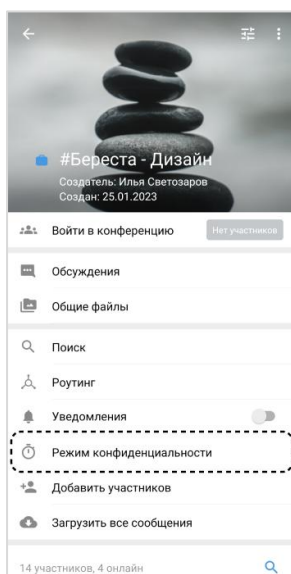 #Береста - Дизайн
Создатель: Илья Светозаров
Создан: 25.01.2023
Войти в конференцию Нет участников
Обсуждения
Общие файлы
Поиск
Роутинг
Уведомления
Режим конфиденциальности
Добавить участников
Загрузить все сообщения
14 участников, 4 онлайн